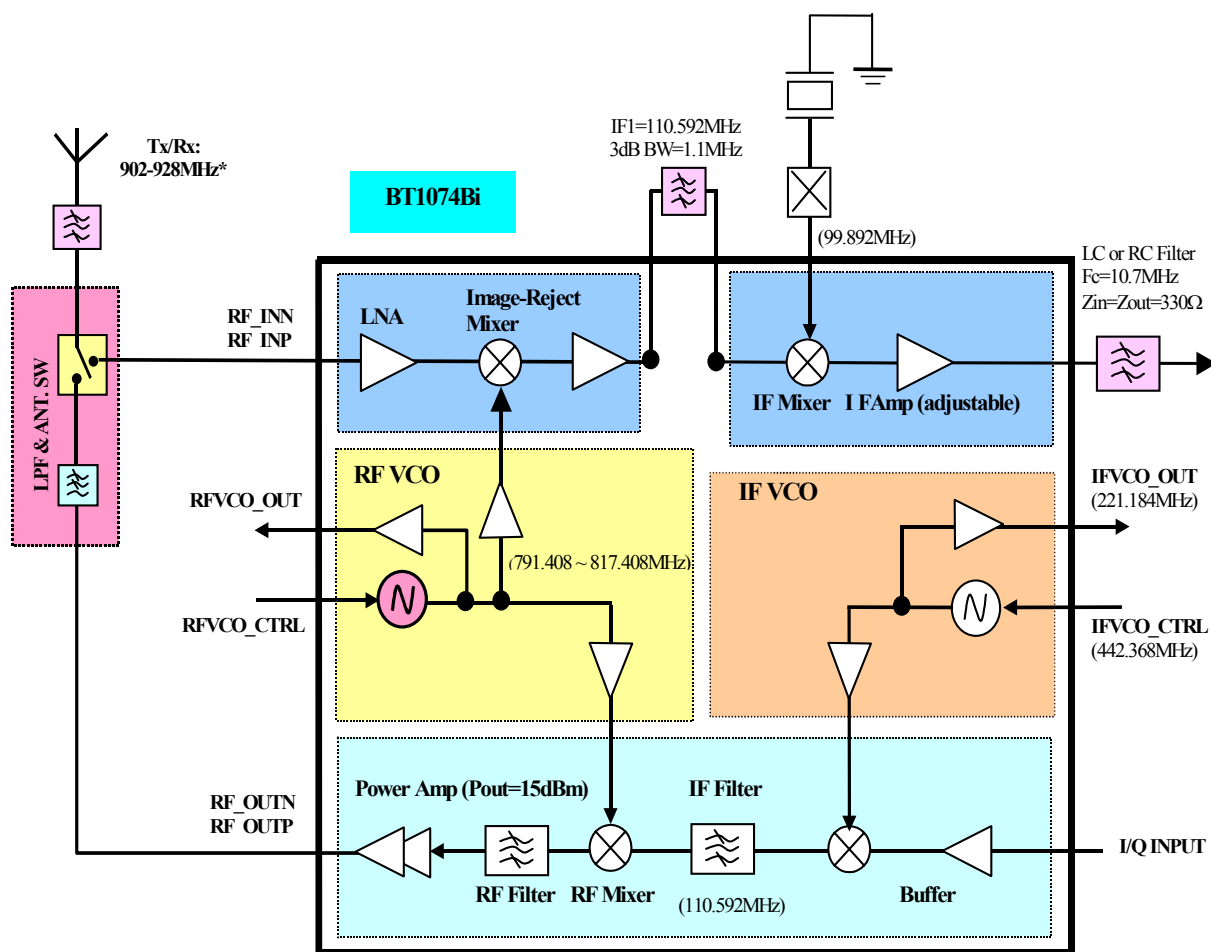 Tx/Rx:
902-928MHz*
IF1=110.592MHz
3dB BW=1.1MHz
BT1074Bi
(99.892MHz)
LC or RC Filter
Fc=10.7MHz
Zin=Zout=330Ω
LPF & ANT. SW
RF_INN
RF_INP
LNA
Image-Reject
Mixer
IF Mixer
I FAmp (adjustable)
RF VCO
RFVCO_OUT
(791.408 ~ 817.408MHz)
RFVCO_CTRL
IF VCO
IFVCO_OUT
(221.184MHz)
IFVCO_CTRL
(442.368MHz)
Power Amp (Pout=15dBm)
IF Filter
RF_OUTN
RF_OUTP
RF Filter
RF Mixer
(110.592MHz)
Buffer
I/Q INPUT